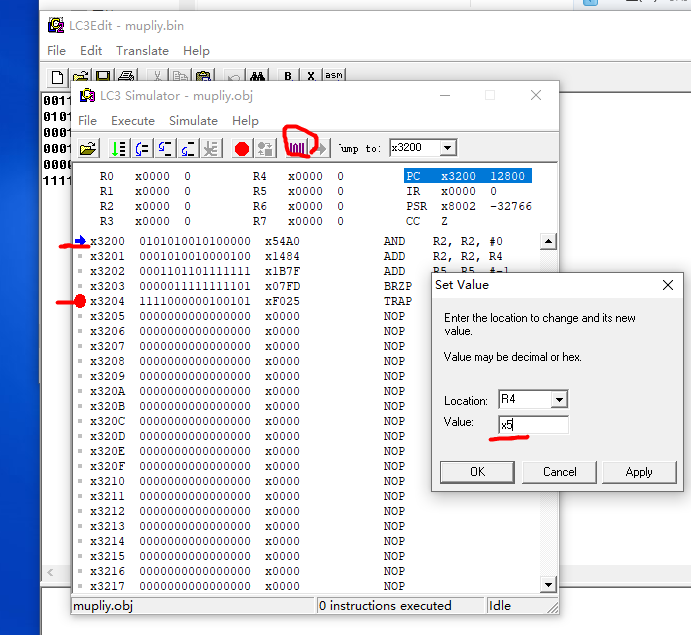 LC3Edit - mupliy.bin
File Edit Translate Help
B X asm
LC3 Simulator - mupliy.obj
File Execute Simulate Help
Jump to: x3200
R0 x0000 0 R4 x0000 0 PC x3200 12800
R1 x0000 0 R5 x0000 0 IR x0000 0
R2 x0000 0 R6 x0000 0 PSR x8002 -32766
R3 x0000 0 R7 x0000 0 CC Z
x3200 0101010010100000 x54A0 AND R2, R2, #0
x3201 0001010010000100 x1484 ADD R2, R2, R4
x3202 0001101101111111 x1B7F ADD R5, R5, #-1
x3203 0000011111111101 x07FD BRZP
x3204 1111000000100101 xF025 TRAP
x3205 0000000000000000 x0000 NOP
x3206 0000000000000000 x0000 NOP
x3207 0000000000000000 x0000 NOP
x3208 0000000000000000 x0000 NOP
x3209 0000000000000000 x0000 NOP
x320A 0000000000000000 x0000 NOP
x320B 0000000000000000 x0000 NOP
x320C 0000000000000000 x0000 NOP
x320D 0000000000000000 x0000 NOP
x320E 0000000000000000 x0000 NOP
x320F 0000000000000000 x0000 NOP
x3210 0000000000000000 x0000 NOP
x3211 0000000000000000 x0000 NOP
x3212 0000000000000000 x0000 NOP
x3213 0000000000000000 x0000 NOP
x3214 0000000000000000 x0000 NOP
x3215 0000000000000000 x0000 NOP
x3216 0000000000000000 x0000 NOP
x3217 0000000000000000 x0000 NOP
mupliy.obj 0 instructions executed Idle
0011
0101
0001
0001
0000
1111
Set Value
Enter the location to change and its new
value.
Value may be decimal or hex.
Location: R4
Value: x5
OK Cancel Apply